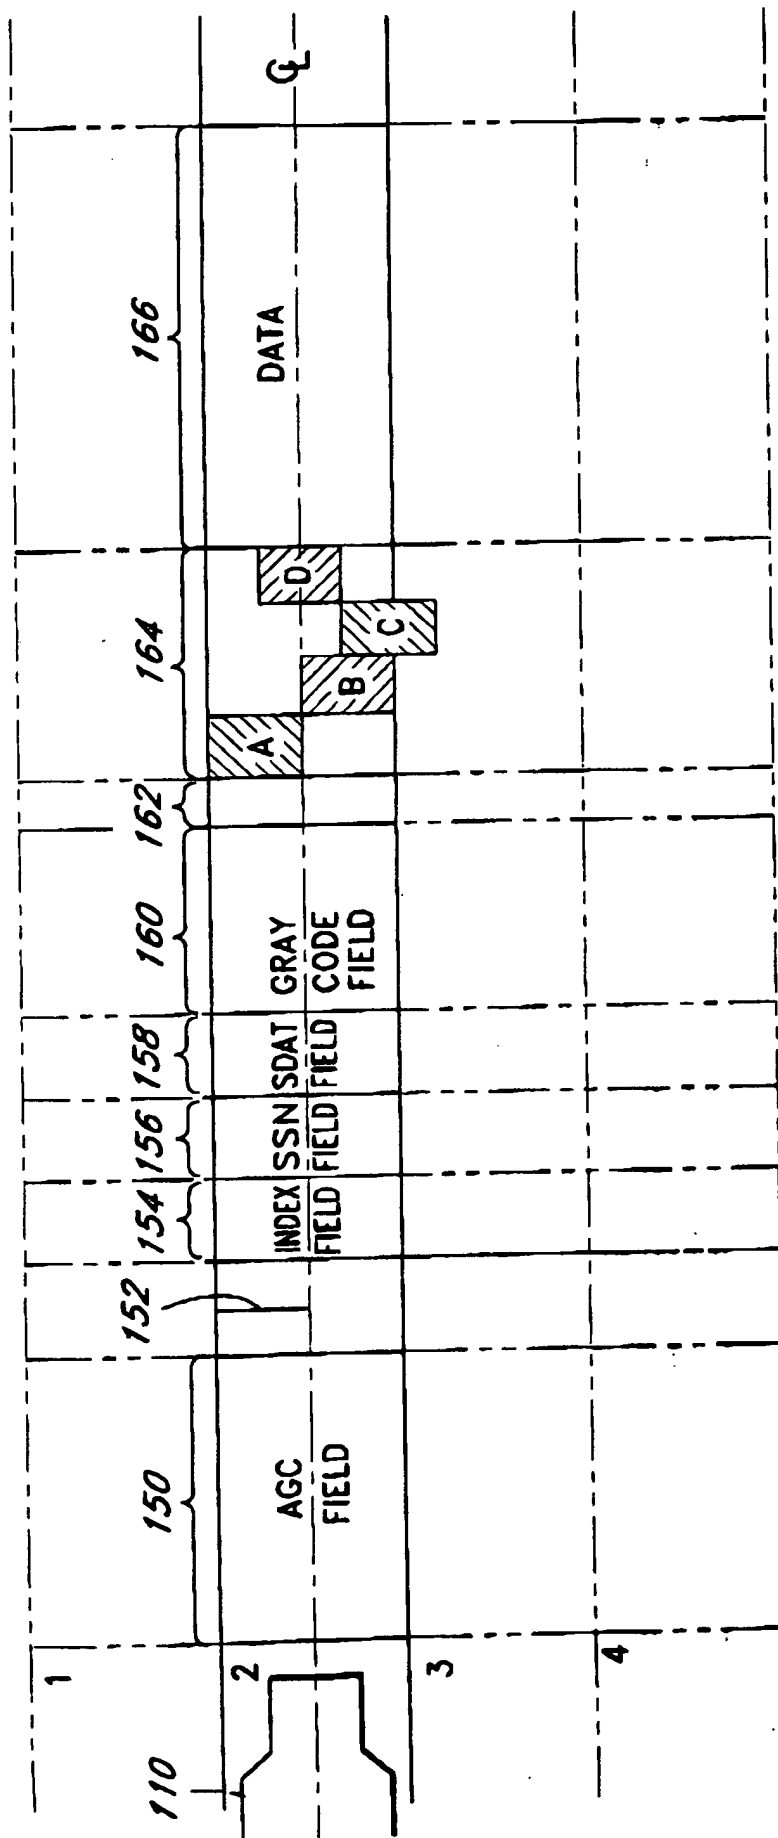 110
150
152
154
156
158
160
162
164
166
1
2
3
4
AGC
FIELD
INDEX
FIELD
SSN
FIELD
SDAT
FIELD
GRAY
CODE
FIELD
A
B
C
D
DATA
℄